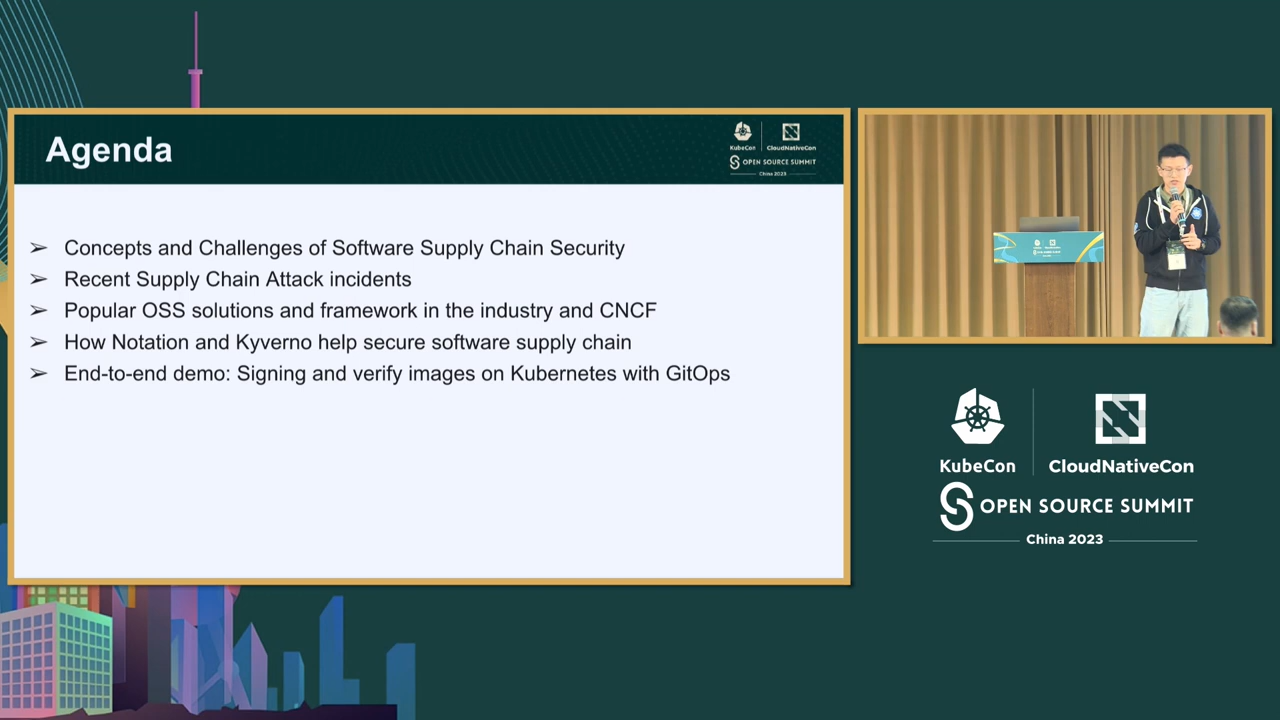 Agenda
KubeCon
CloudNativeCon
OPEN SOURCE SUMMIT
China 2023
➢ Concepts and Challenges of Software Supply Chain Security
➢ Recent Supply Chain Attack incidents
➢ Popular OSS solutions and framework in the industry and CNCF
➢ How Notation and Kyverno help secure software supply chain
➢ End-to-end demo: Signing and verify images on Kubernetes with GitOps
KubeCon
CloudNativeCon
OPEN SOURCE SUMMIT
China 2023